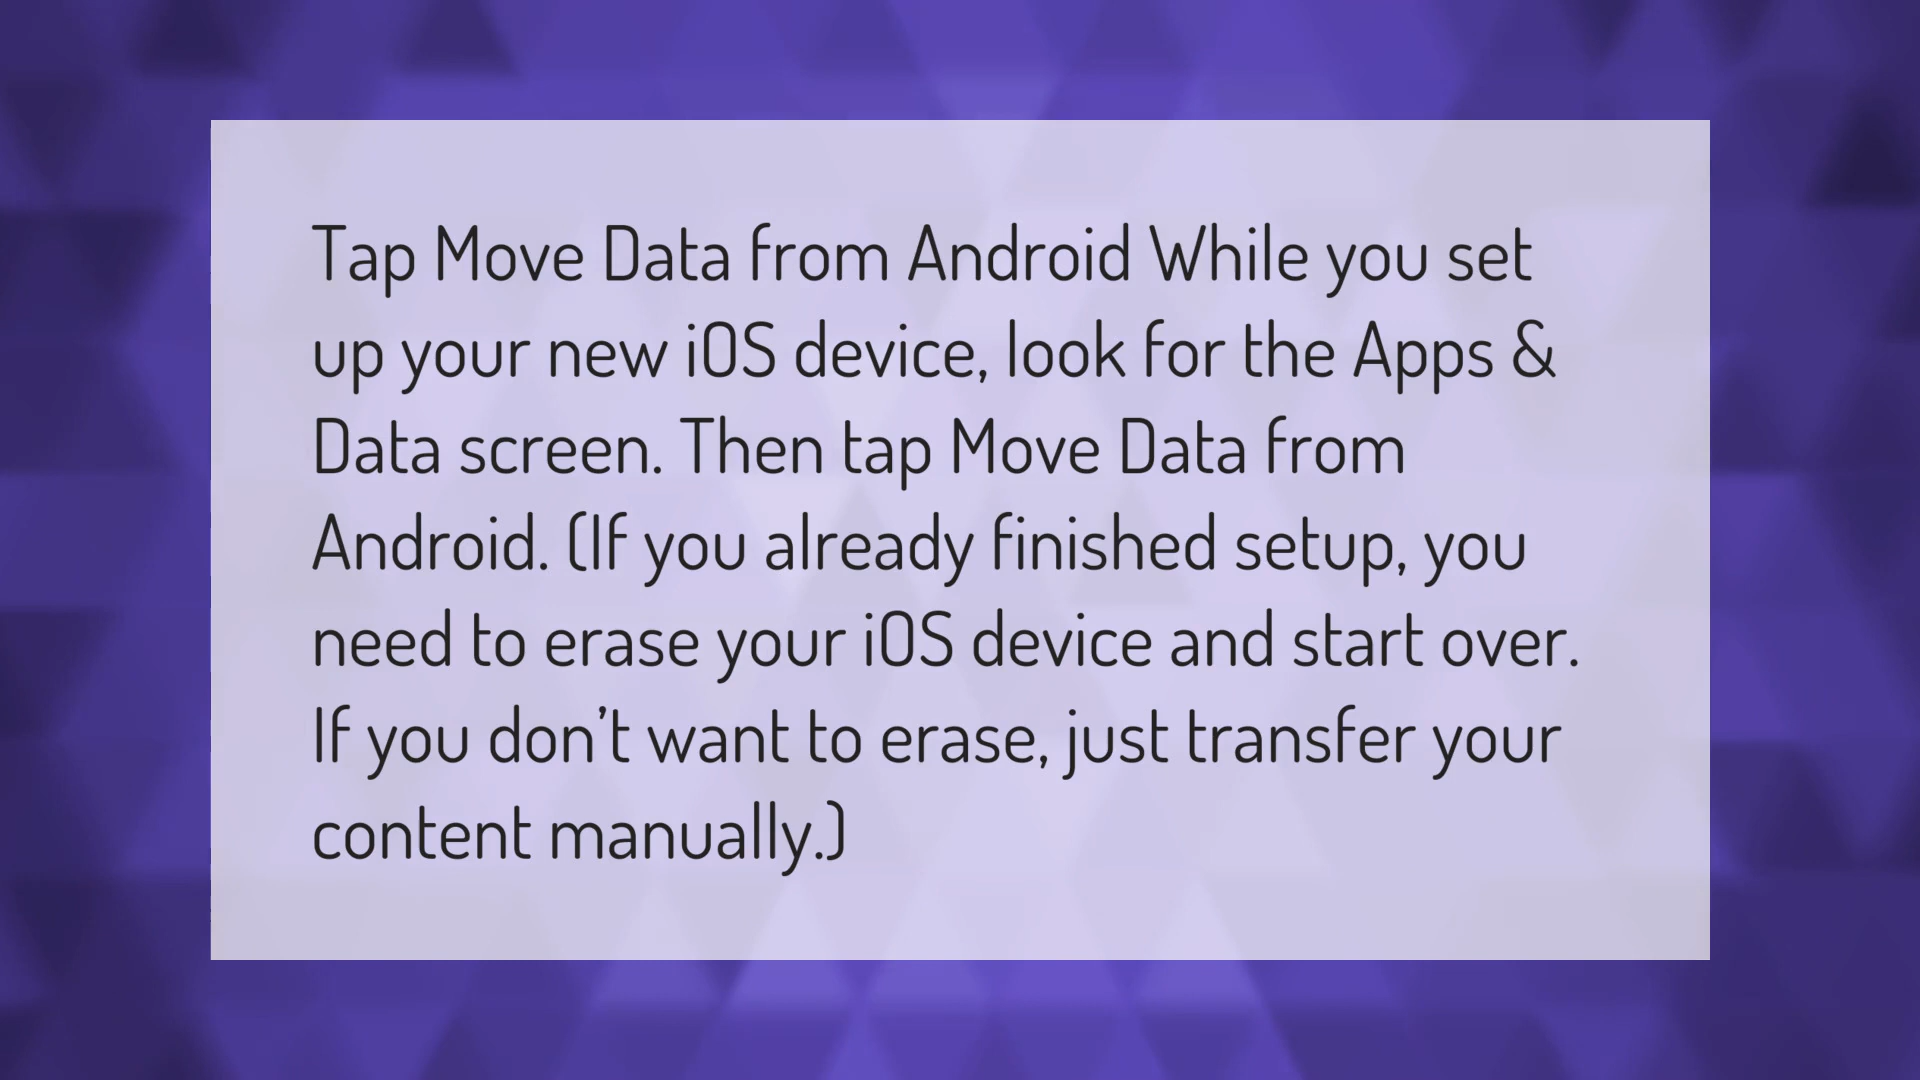 Tap Move Data from Android While you set
up your new iOS device, look for the Apps &
Data screen. Then tap Move Data from
Android. (If you already finished setup, you
need to erase your iOS device and start over.
If you don't want to erase, just transfer your
content manually.)